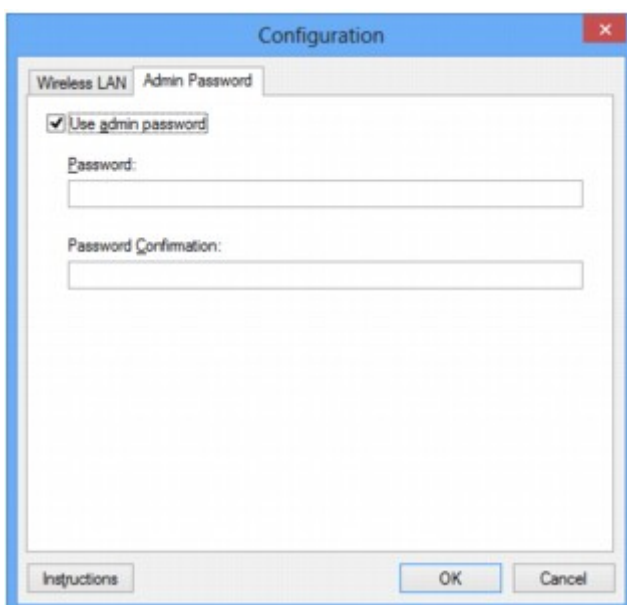 Configuration
Wireless LAN Admin Password
Use admin password
Password:
Password Confirmation:
Instructions OK Cancel